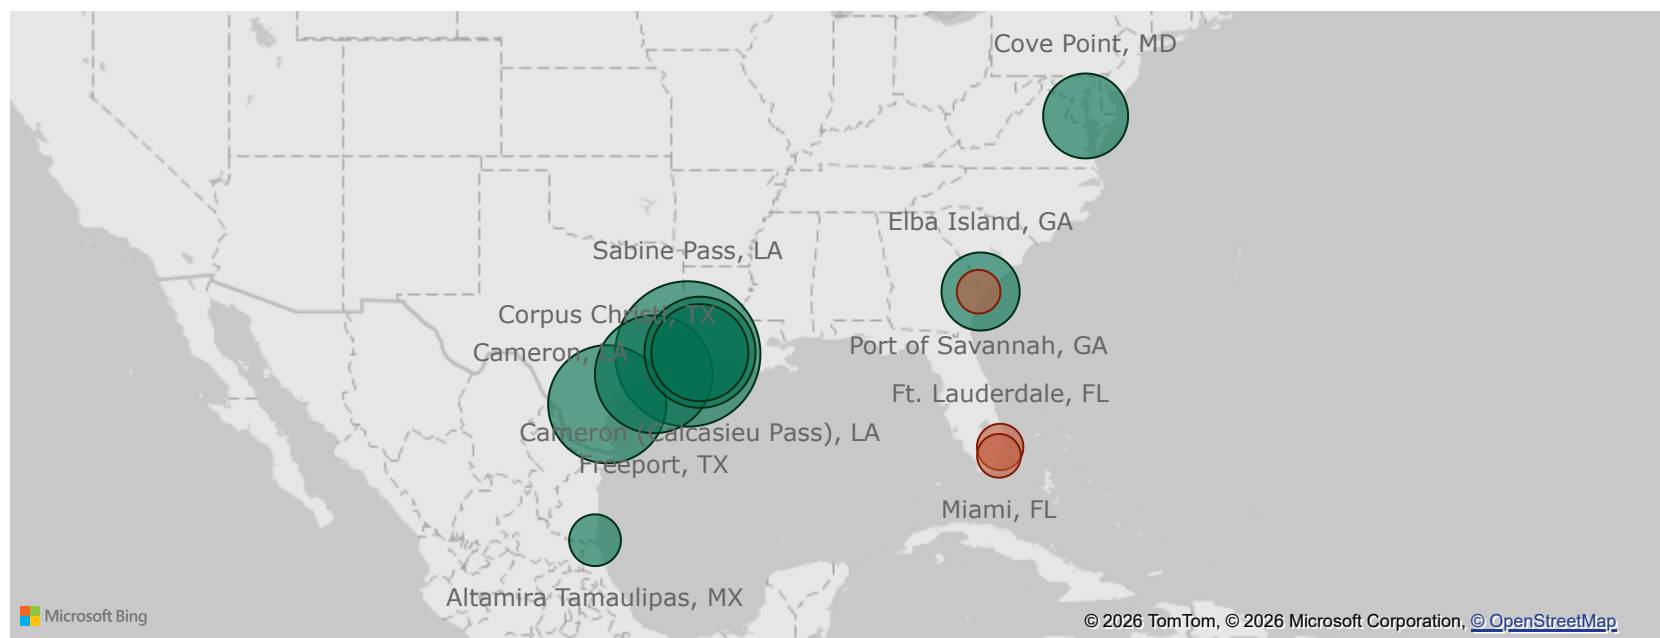 Cove Point, MD
Elba Island, GA
Sabine Pass, LA
Corpus Christi, TX
Port of Savannah, GA
Cameron, LA
Ft. Lauderdale, FL
Cameron (Calcasieu Pass), LA
Freeport, TX
Miami, FL
Altamira Tamaulipas, MX
Microsoft Bing
© 2026 TomTom, © 2026 Microsoft Corporation, © OpenStreetMap